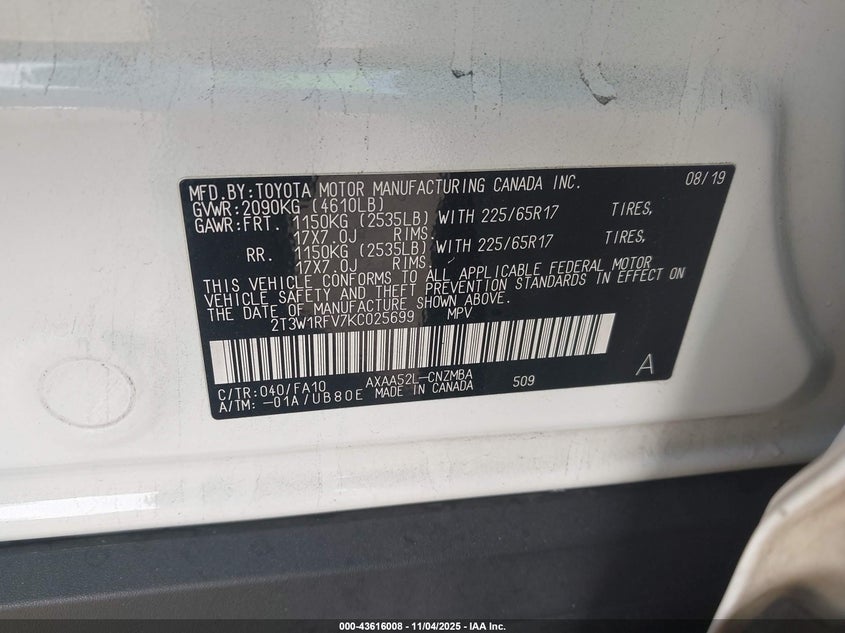 MFD.BY:TOYOTA MOTOR MANUFACTURING CANADA INC. 08/19
GVWR:2090KG (4610LB)
GAWR:FRT. 1150KG (2535LB) WITH 225/65R17 TIRES,
17X7.0J RIMS.
RR. 1150KG (2535LB) WITH 225/65R17 TIRES,
17X7.0J RIMS.
THIS VEHICLE CONFORMS TO ALL APPLICABLE FEDERAL MOTOR
VEHICLE SAFETY AND THEFT PREVENTION STANDARDS IN EFFECT ON
THE DATE OF MANUFACTURE SHOWN ABOVE.
2T3W1RFV7KC025699 MPV
C/TR:040/FA10 AXAA52L-CNZMBA 509 A
A/TM:-01A/UB80E MADE IN CANADA
000-43616008 - 11/04/2025 - IAA Inc.